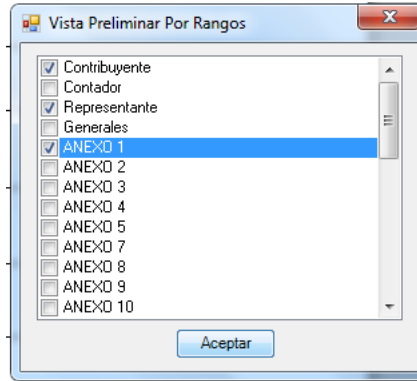 Vista Preliminar Por Rangos
Contribuyente
Contador
Representante
Generales
ANEXO 1
ANEXO 2
ANEXO 3
ANEXO 4
ANEXO 5
ANEXO 7
ANEXO 8
ANEXO 9
ANEXO 10
Aceptar